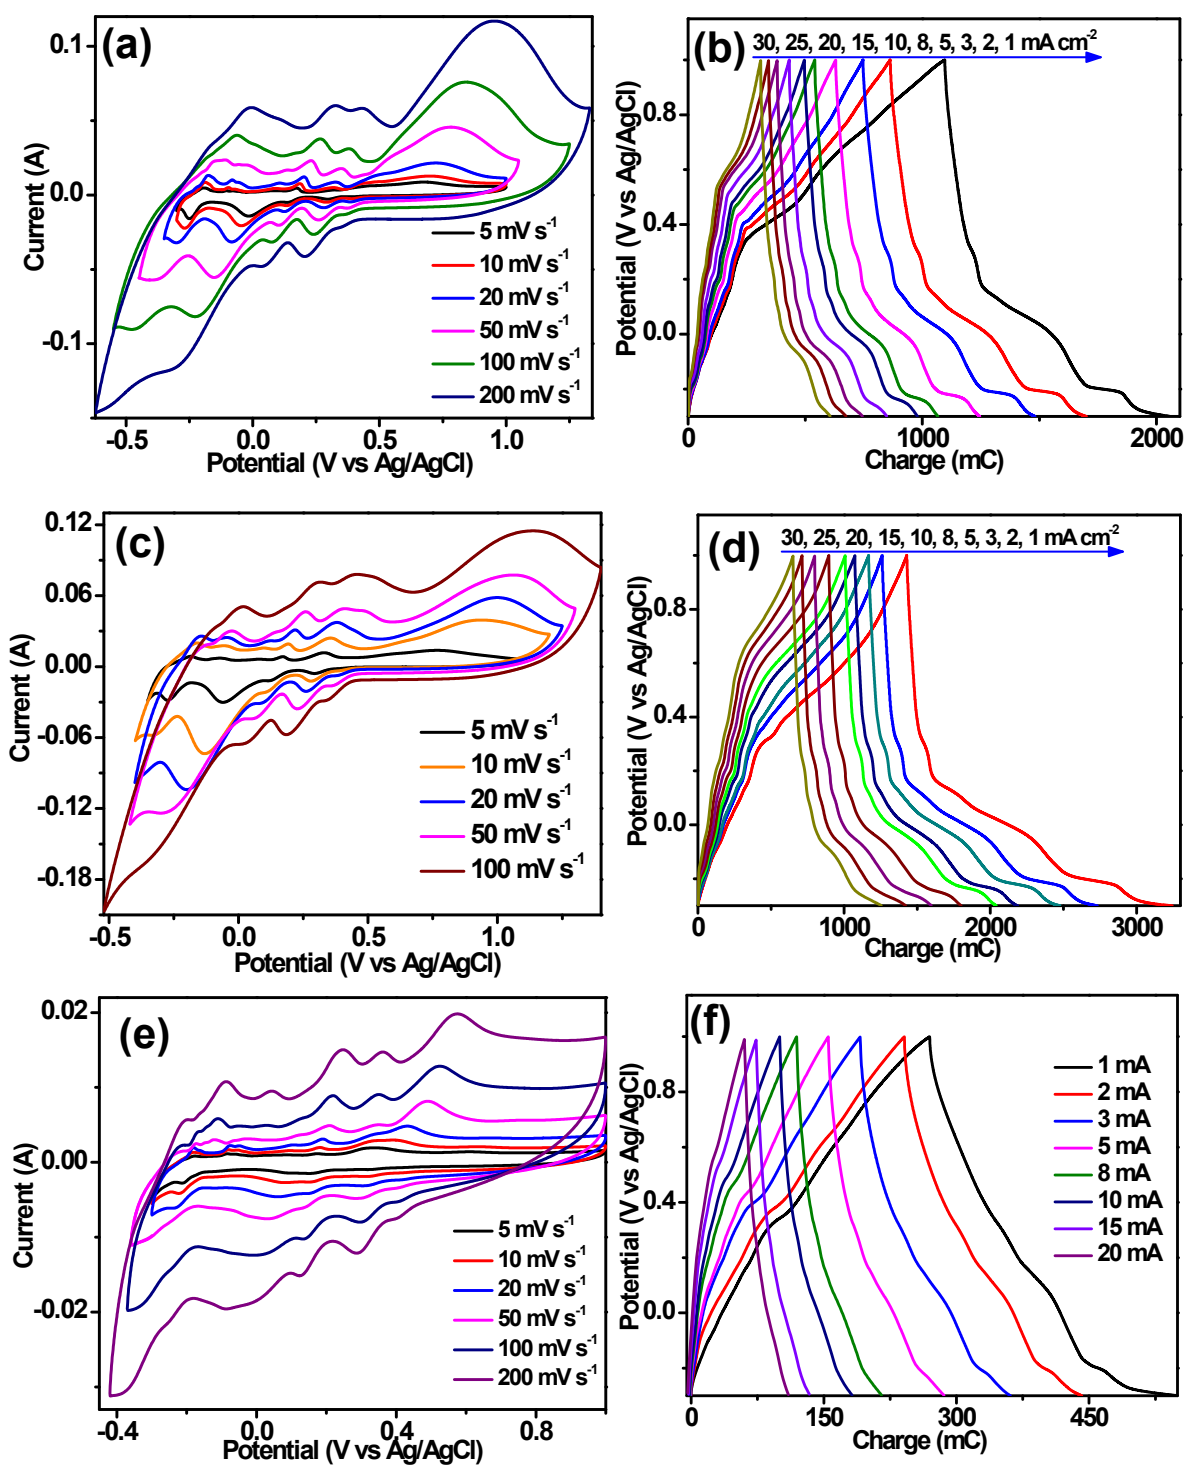 (a)
0.1
0.0
-0.1
Current (A)
5 mV s-1
10 mV s-1
20 mV s-1
50 mV s-1
100 mV s-1
200 mV s-1
-0.5 0.0 0.5 1.0
Potential (V vs Ag/AgCl)
(b)
30, 25, 20, 15, 10, 8, 5, 3, 2, 1 mA cm-2
0.8
0.4
0.0
Potential (V vs Ag/AgCl)
0 1000 2000
Charge (mC)
(c)
0.12
0.06
0.00
-0.06
-0.12
-0.18
Current (A)
5 mV s-1
10 mV s-1
20 mV s-1
50 mV s-1
100 mV s-1
-0.5 0.0 0.5 1.0
Potential (V vs Ag/AgCl)
(d)
30, 25, 20, 15, 10, 8, 5, 3, 2, 1 mA cm-2
0.8
0.4
0.0
Potential (V vs Ag/AgCl)
0 1000 2000 3000
Charge (mC)
(e)
0.02
0.00
-0.02
Current (A)
5 mV s-1
10 mV s-1
20 mV s-1
50 mV s-1
100 mV s-1
200 mV s-1
-0.4 0.0 0.4 0.8
Potential (V vs Ag/AgCl)
(f)
1 mA
2 mA
3 mA
5 mA
8 mA
10 mA
15 mA
20 mA
0.8
0.4
0.0
Potential (V vs Ag/AgCl)
0 150 300 450
Charge (mC)